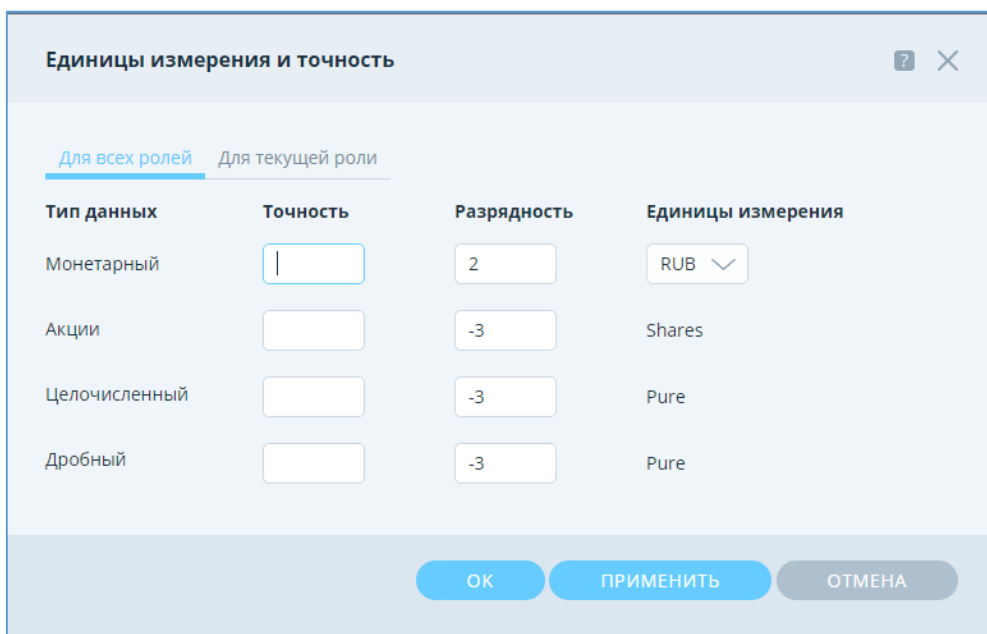 Единицы измерения и точность ?
Для всех ролей Для текущей роли
Тип данных Точность Разрядность Единицы измерения
Монетарный 2 RUB
Акции -3 Shares
Целочисленный -3 Pure
Дробный -3 Pure
ОК ПРИМЕНИТЬ ОТМЕНА